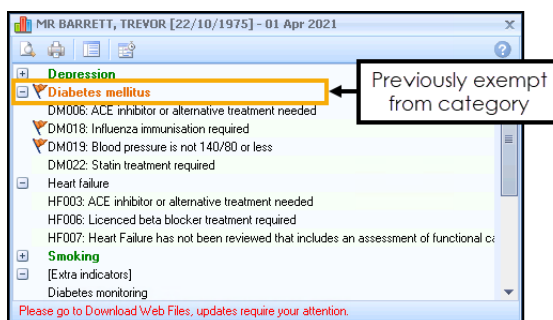 MR BARRETT, TREVOR [22/10/1975] - 01 Apr 2021
Depression
Diabetes mellitus
Previously exempt
from category
DM006: ACE inhibitor or alternative treatment needed
DM018: Influenza immunisation required
DM019: Blood pressure is not 140/80 or less
DM022: Statin treatment required
Heart failure
HF003: ACE inhibitor or alternative treatment needed
HF006: Licenced beta blocker treatment required
HF007: Heart Failure has not been reviewed that includes an assessment of functional ca
Smoking
[Extra indicators]
Diabetes monitoring
Please go to Download Web Files, updates require your attention.